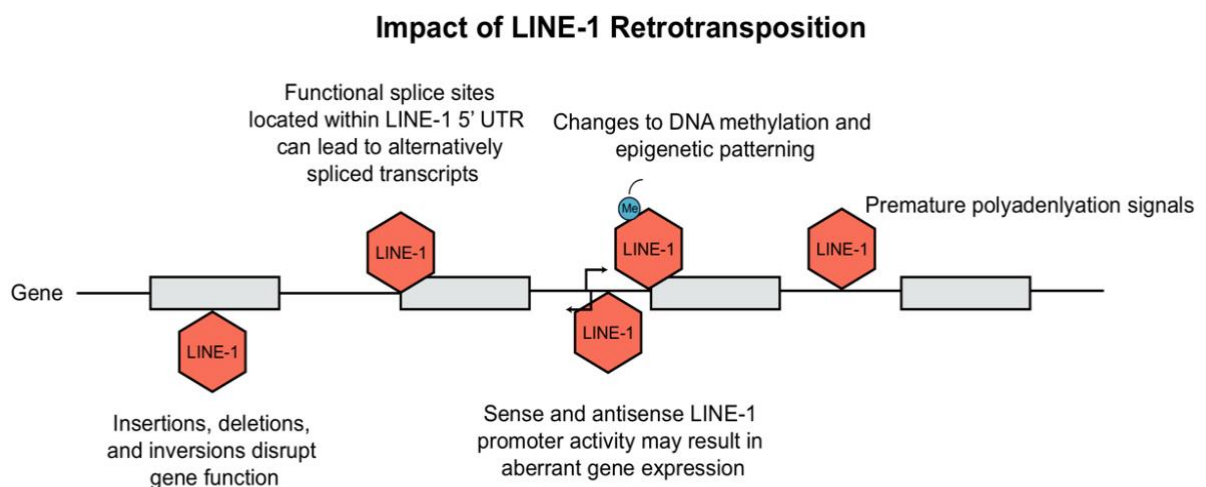 Impact of LINE-1 Retrotransposition
Functional splice sites
located within LINE-1 5' UTR
can lead to alternatively
spliced transcripts
Changes to DNA methylation and
epigenetic patterning
Me
Premature polyadenlyation signals
LINE-1
LINE-1
LINE-1
Gene
LINE-1
LINE-1
Insertions, deletions,
and inversions disrupt
gene function
Sense and antisense LINE-1
promoter activity may result in
aberrant gene expression